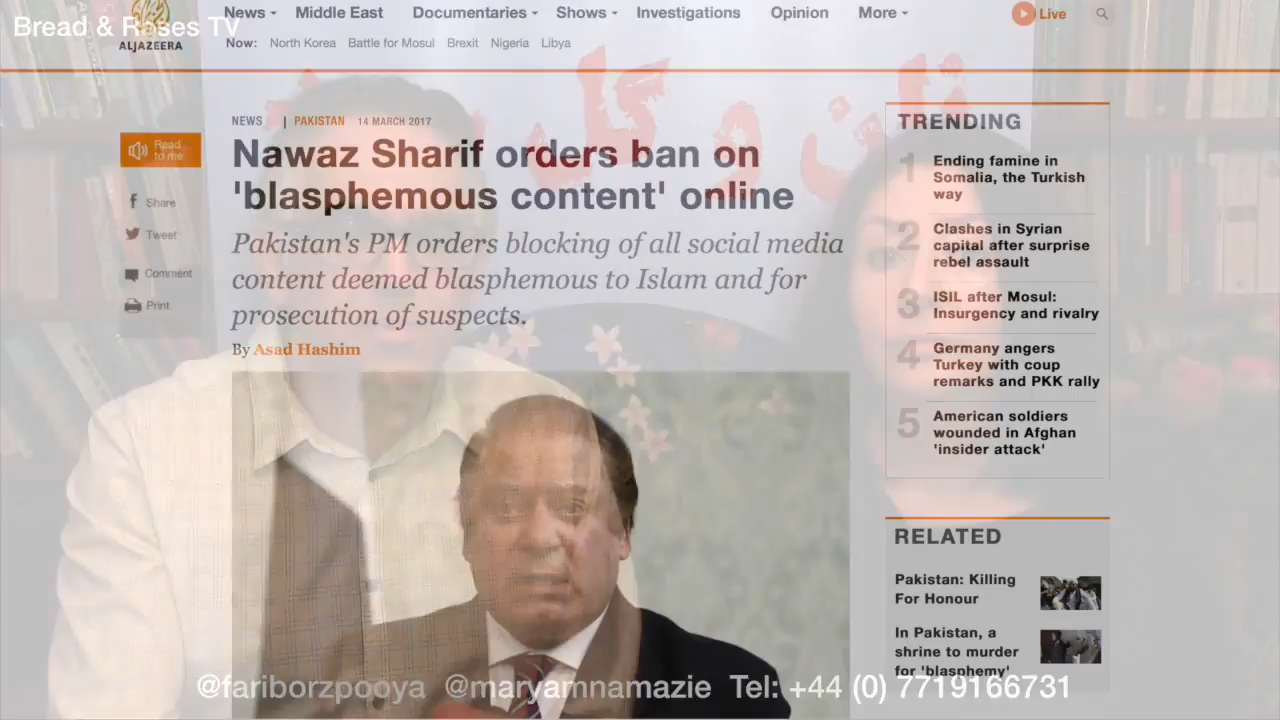 Bread & Roses TV
ALJAZEERA
News Middle East Documentaries Shows Investigations Opinion More Live
Now: North Korea Battle for Mosul Brexit Nigeria Libya
Read to me
Share
Tweet
Comment
Print
NEWS | PAKISTAN 14 MARCH 2017
Nawaz Sharif orders ban on
'blasphemous content' online
Pakistan's PM orders blocking of all social media
content deemed blasphemous to Islam and for
prosecution of suspects.
By Asad Hashim
TRENDING
1 Ending famine in
Somalia, the Turkish
way
2 Clashes in Syrian
capital after surprise
rebel assault
3 ISIL after Mosul:
Insurgency and rivalry
4 Germany angers
Turkey with coup
remarks and PKK rally
5 American soldiers
wounded in Afghan
'insider attack'
RELATED
Pakistan: Killing
For Honour
In Pakistan, a
shrine to murder
for 'blasphemy'
@fariborzpooya @maryamnamazie Tel: +44 (0) 7719166731